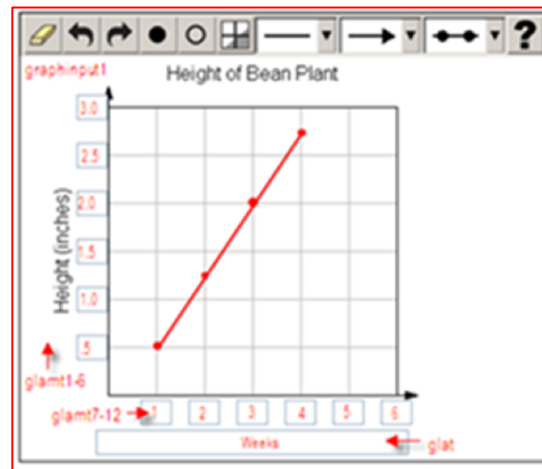 ?
graphinput1
Height of Bean Plant
3.0
2.5
2.0
1.5
1.0
.5
Height (inches)
glamt1-6
glamt7-12
1 2 3 4 5 6
Weeks
glat